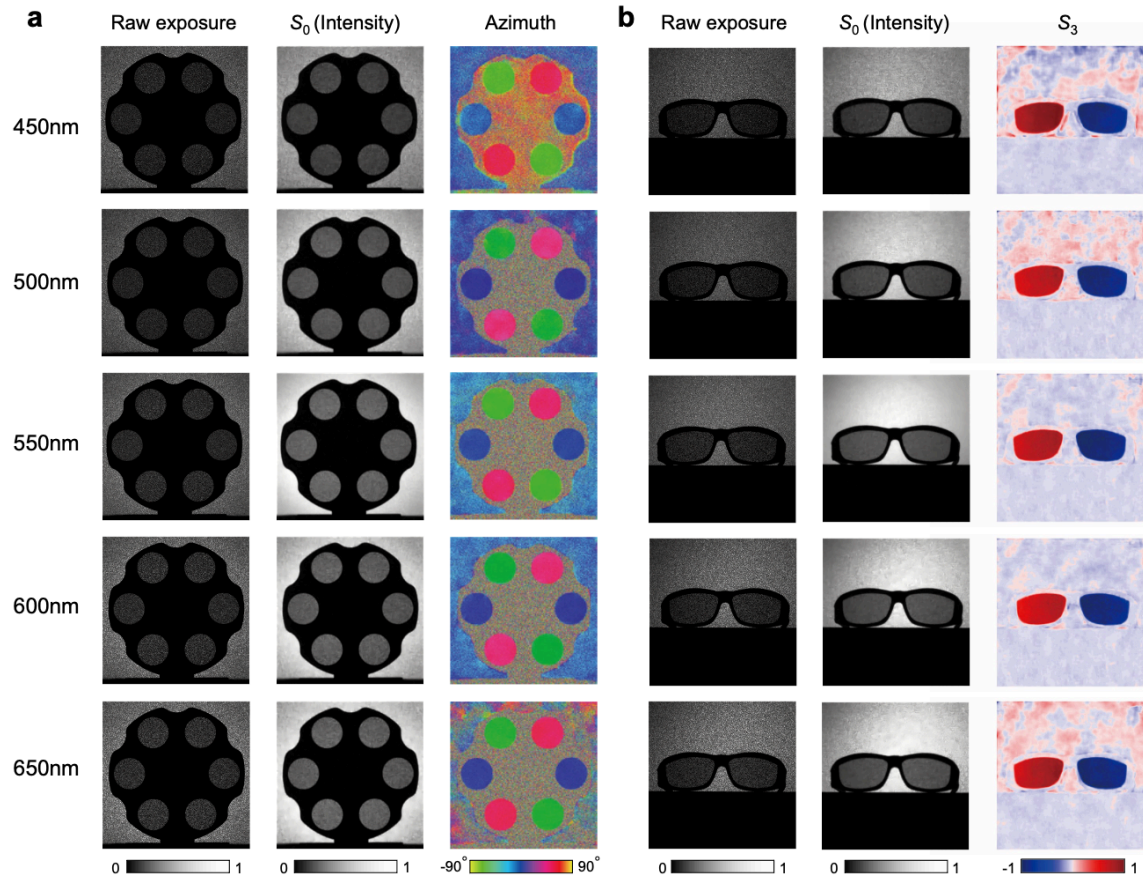 a Raw exposure S₀ (Intensity) Azimuth b Raw exposure S₀ (Intensity) S₃
450nm
500nm
550nm
600nm
650nm
0 1 0 1 -90° 90° 0 1 0 1 -1 1